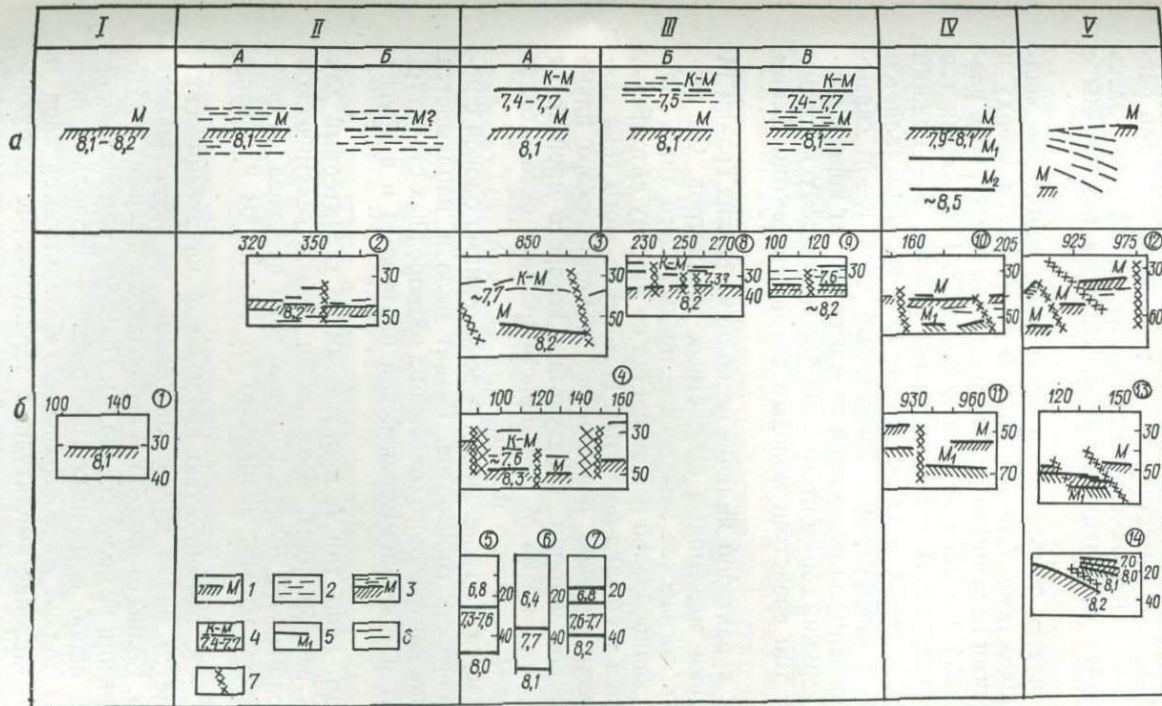 I II III IV V
А Б А Б В
а
М
8,1-8,2
М
8,1
М?
К-М
7,4-7,7
М
8,1
К-М
7,5
М
8,1
К-М
7,4-7,7
М
8,1
М
7,9-8,1
М₁
М₂
~8,5
М
М
б
320 350 ②
30
8,2
50
850 ③
К-М
30
~7,7
М
50
8,2
230 250 270 ⑧
К-М
30
7,37
40
8,2
100 120 ⑨
7,6 30
~8,2
160 ⑩ 205
30
М
М₁
50
925 975 ⑫
30
М
М
М
60
100 140 ①
30
8,1
40
④
100 120 140 160
К-М
30
~7,6
М
8,3
50
930 960 ⑪
М 50
М₁
70
120 150 ⑬
30
М
50
М₁
⑤
6,8
20
7,3-7,6
40
8,0
⑥
6,4
20
7,7
40
8,1
⑦
6,8
20
7,6-7,7
40
8,2
⑭
7,0
8,0
20
8,1
8,2
40
М 1
2
М 3
К-М
7,4-7,7
4
М₁
5
6
7